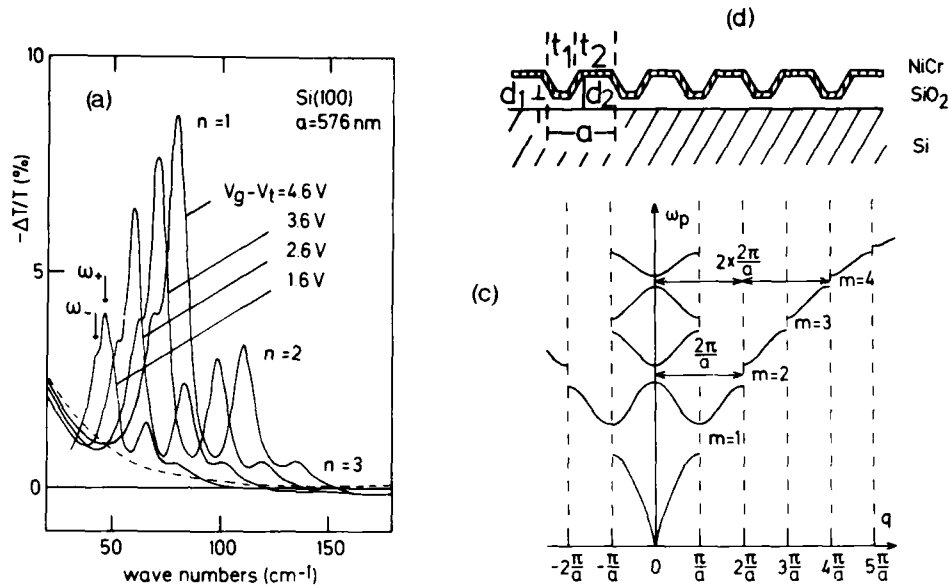 10
(a)
Si(100)
a=576 nm
n=1
Vg-Vt=4.6V
3.6 V
2.6 V
1.6V
5
ω+
ω-
n=2
n=3
0
-ΔT/T (%)
50
100
150
wave numbers (cm-1)
(d)
t1
t2
NiCr
SiO2
d1
d2
a
Si
(c)
ωp
2×2π/a
m=4
m=3
2π/a
m=2
m=1
q
-2π/a
-π/a
0
π/a
2π/a
3π/a
4π/a
5π/a